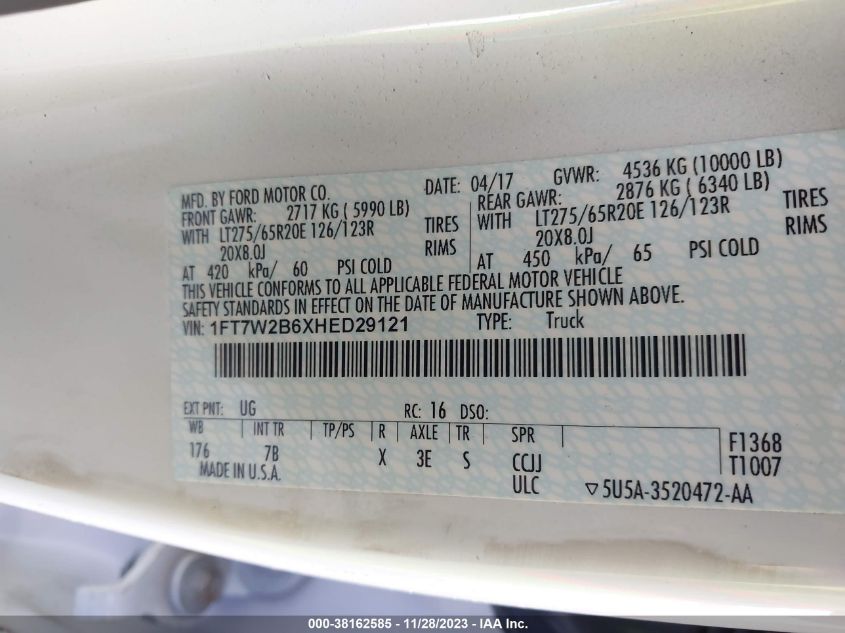 MFD. BY FORD MOTOR CO. DATE: 04/17 GVWR: 4536 KG (10000 LB)
FRONT GAWR: 2717 KG ( 5990 LB) REAR GAWR: 2876 KG ( 6340 LB)
WITH LT275/65R20E 126/123R TIRES WITH LT275/65R20E 126/123R TIRES
20X8.0J RIMS 20X8.0J RIMS
AT 420 kPa/ 60 PSI COLD AT 450 kPa/ 65 PSI COLD
THIS VEHICLE CONFORMS TO ALL APPLICABLE FEDERAL MOTOR VEHICLE
SAFETY STANDARDS IN EFFECT ON THE DATE OF MANUFACTURE SHOWN ABOVE.
VIN: 1FT7W2B6XHED29121 TYPE: Truck
EXT PNT: UG RC: 16 DSO:
WB INT TR TP/PS R AXLE TR SPR F1368
176 7B X 3E S CCJJ T1007
MADE IN U.S.A. ULC ▽5U5A-3520472-AA
000-38162585 - 11/28/2023 - IAA Inc.